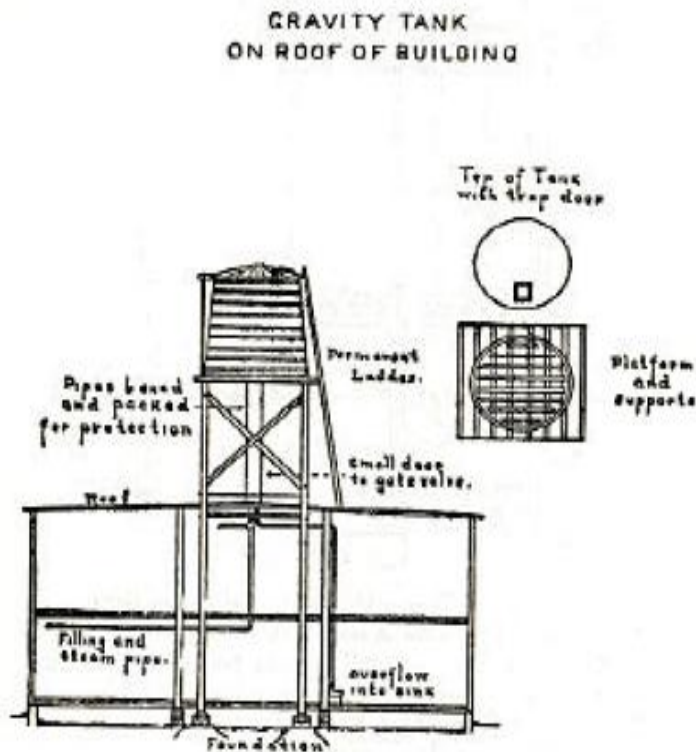 GRAVITY TANK
ON ROOF OF BUILDING
Top of Tank
with trap door
Permanent
Ladder.
Platform
and
supports
Pipes boxed
and packed
for protection
small door
to gate valve.
Roof
Filling and
steam pipe.
overflow
into sink
Foundation